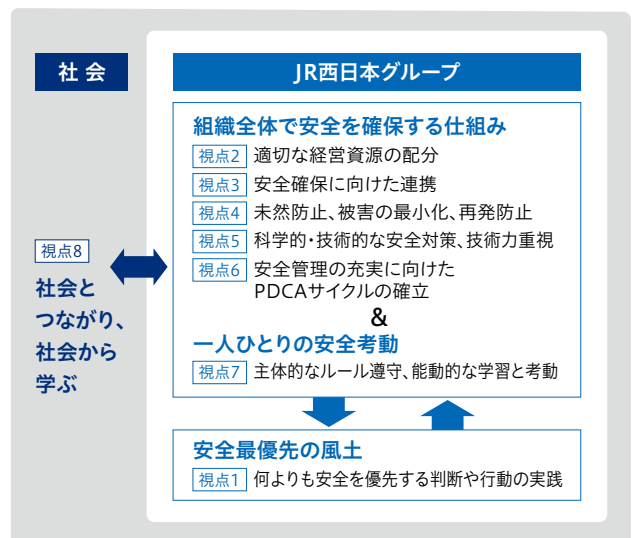 社会
JR西日本グループ
組織全体で安全を確保する仕組み
視点2 適切な経営資源の配分
視点3 安全確保に向けた連携
視点4 未然防止、被害の最小化、再発防止
視点5 科学的・技術的な安全対策、技術力重視
視点6 安全管理の充実に向けた
PDCAサイクルの確立
&
一人ひとりの安全考動
視点7 主体的なルール遵守、能動的な学習と考動
視点8
社会と
つながり、
社会から
学ぶ
安全最優先の風土
視点1 何よりも安全を優先する判断や行動の実践